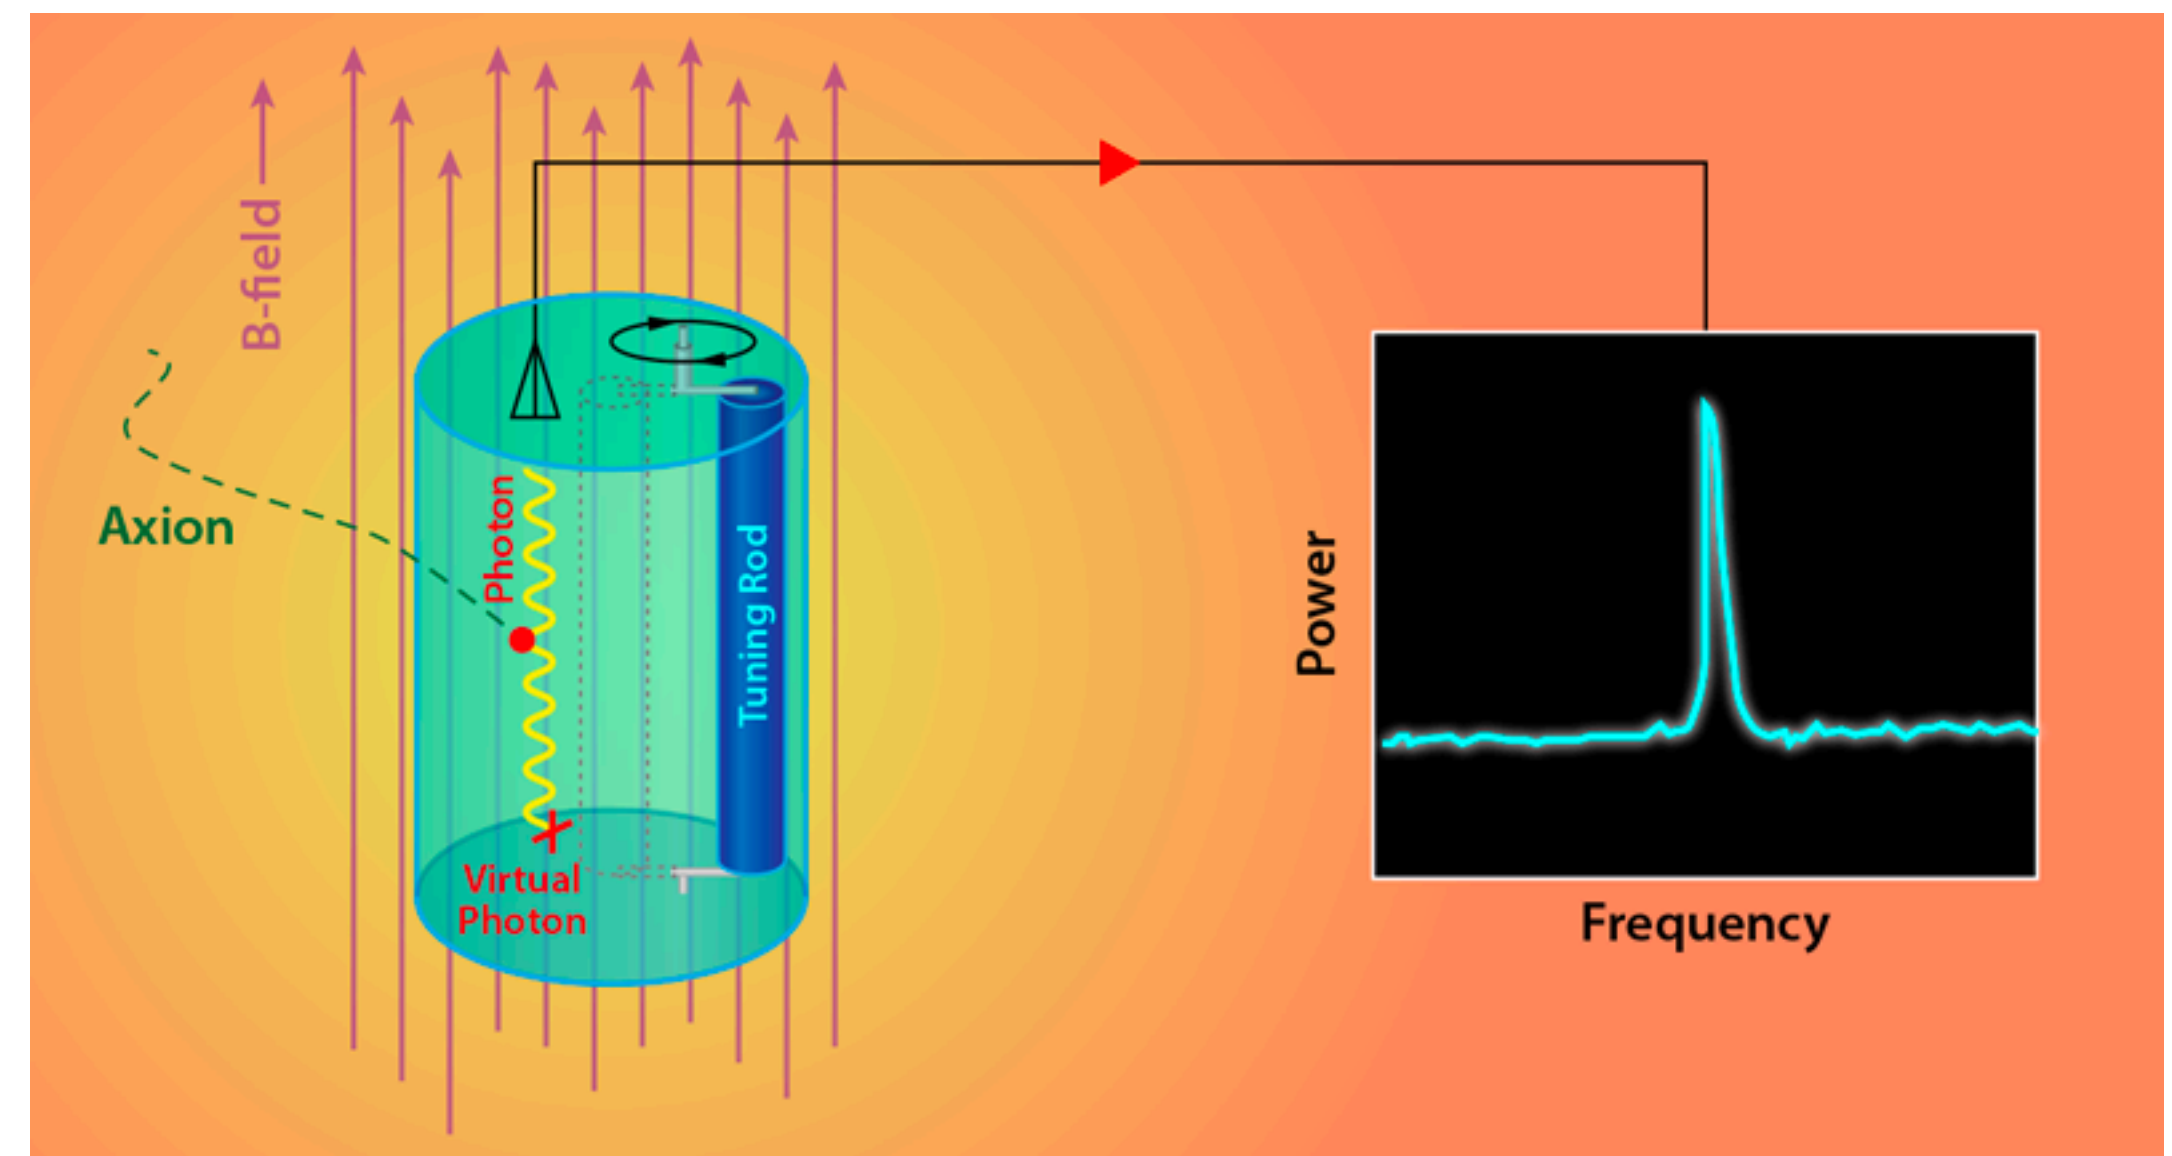 B-field
Axion
Photon
Tuning Rod
Virtual
Photon
Power
Frequency